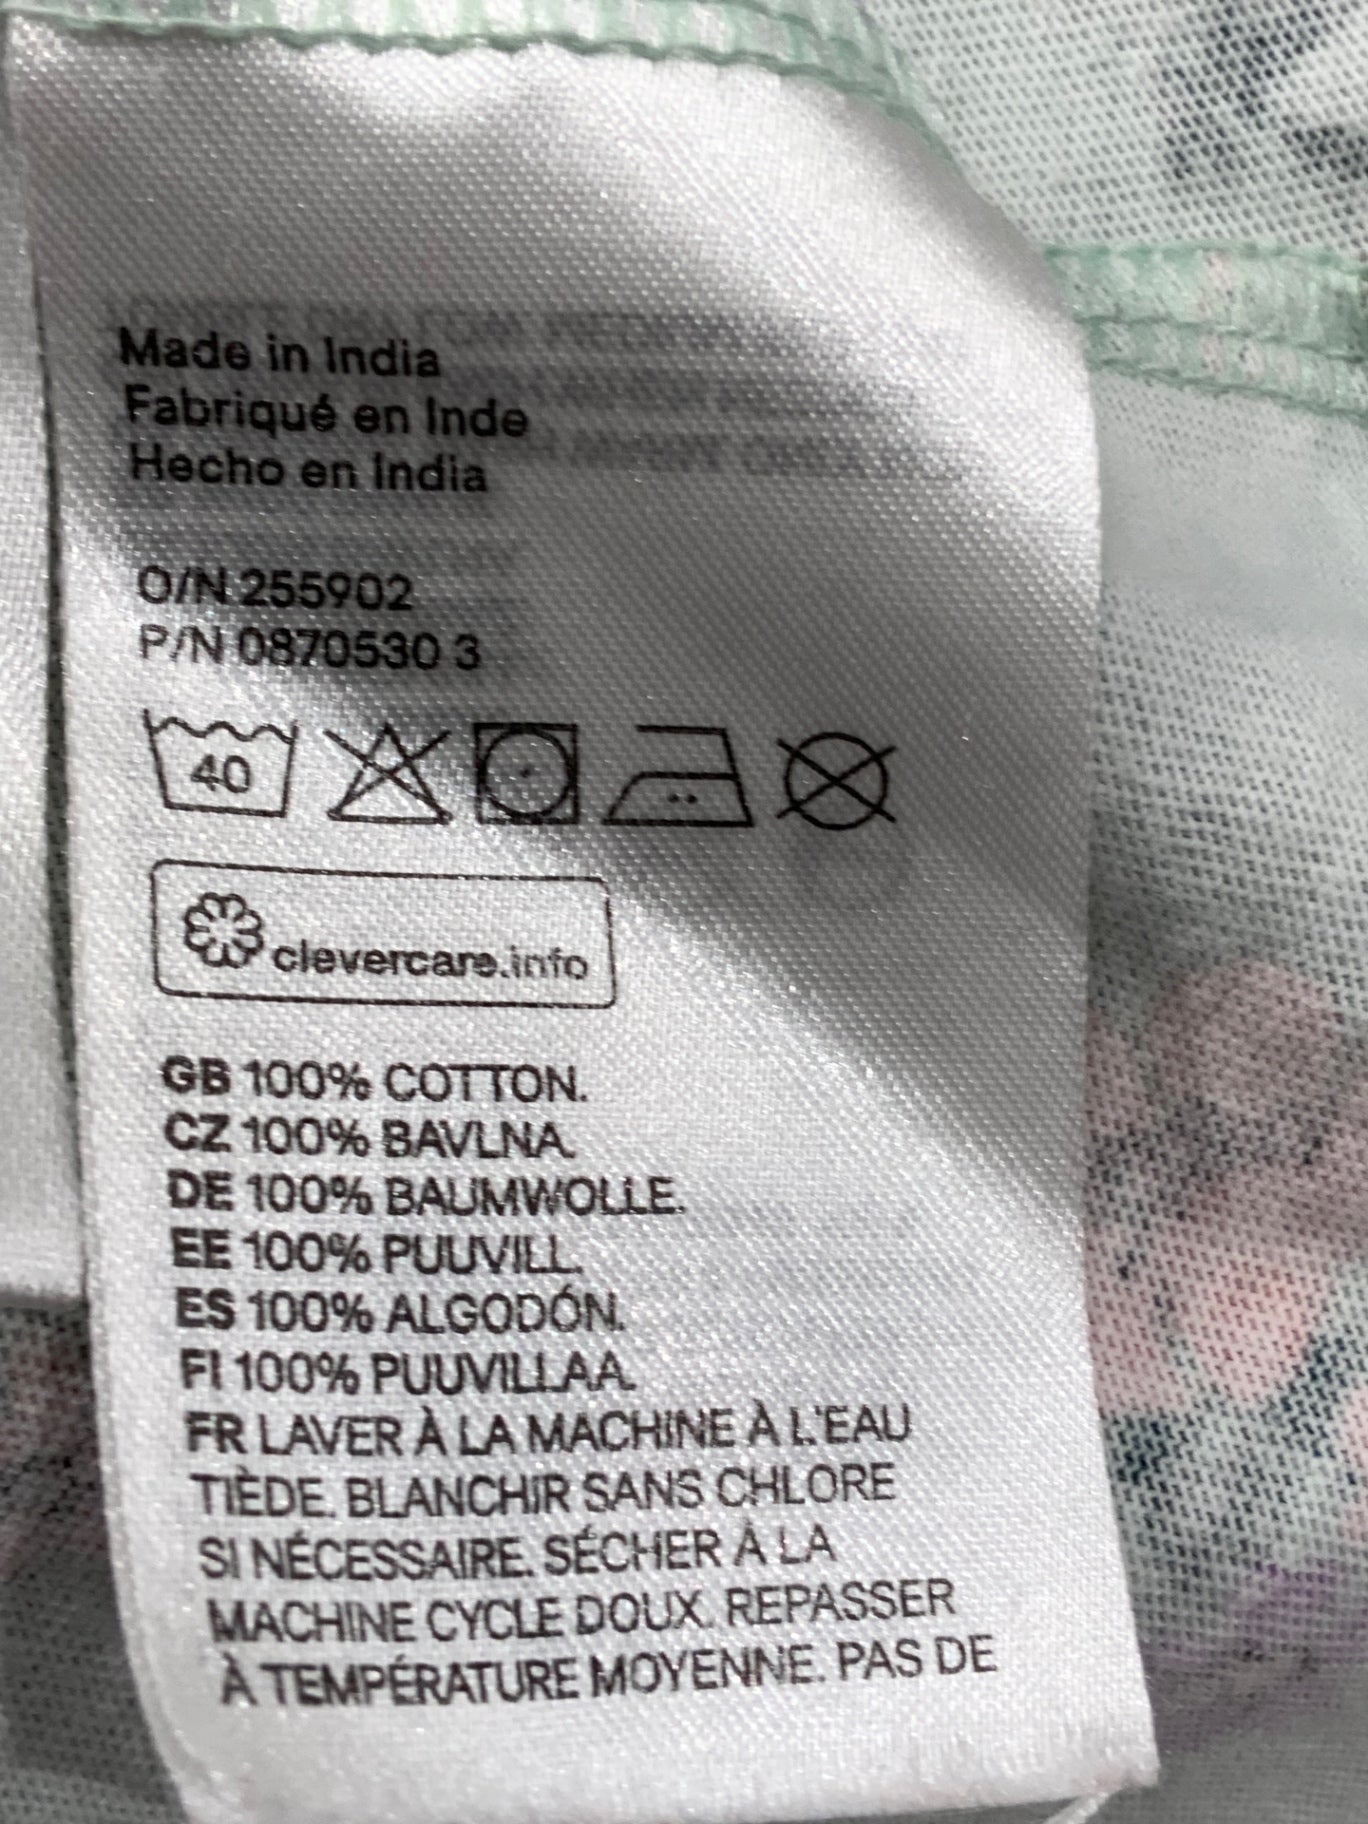 Made in India
Fabriqué en Inde
Hecho en India
O/N 255902
P/N 0870530 3
40
clevercare.info
GB 100% COTTON.
CZ 100% BAVLNA.
DE 100% BAUMWOLLE.
EE 100% PUUVILL.
ES 100% ALGODÓN.
FI 100% PUUVILLAA.
FR LAVER À LA MACHINE À L'EAU
TIÈDE. BLANCHIR SANS CHLORE
SI NÉCESSAIRE. SÉCHER À LA
MACHINE CYCLE DOUX. REPASSER
À TEMPÉRATURE MOYENNE. PAS DE